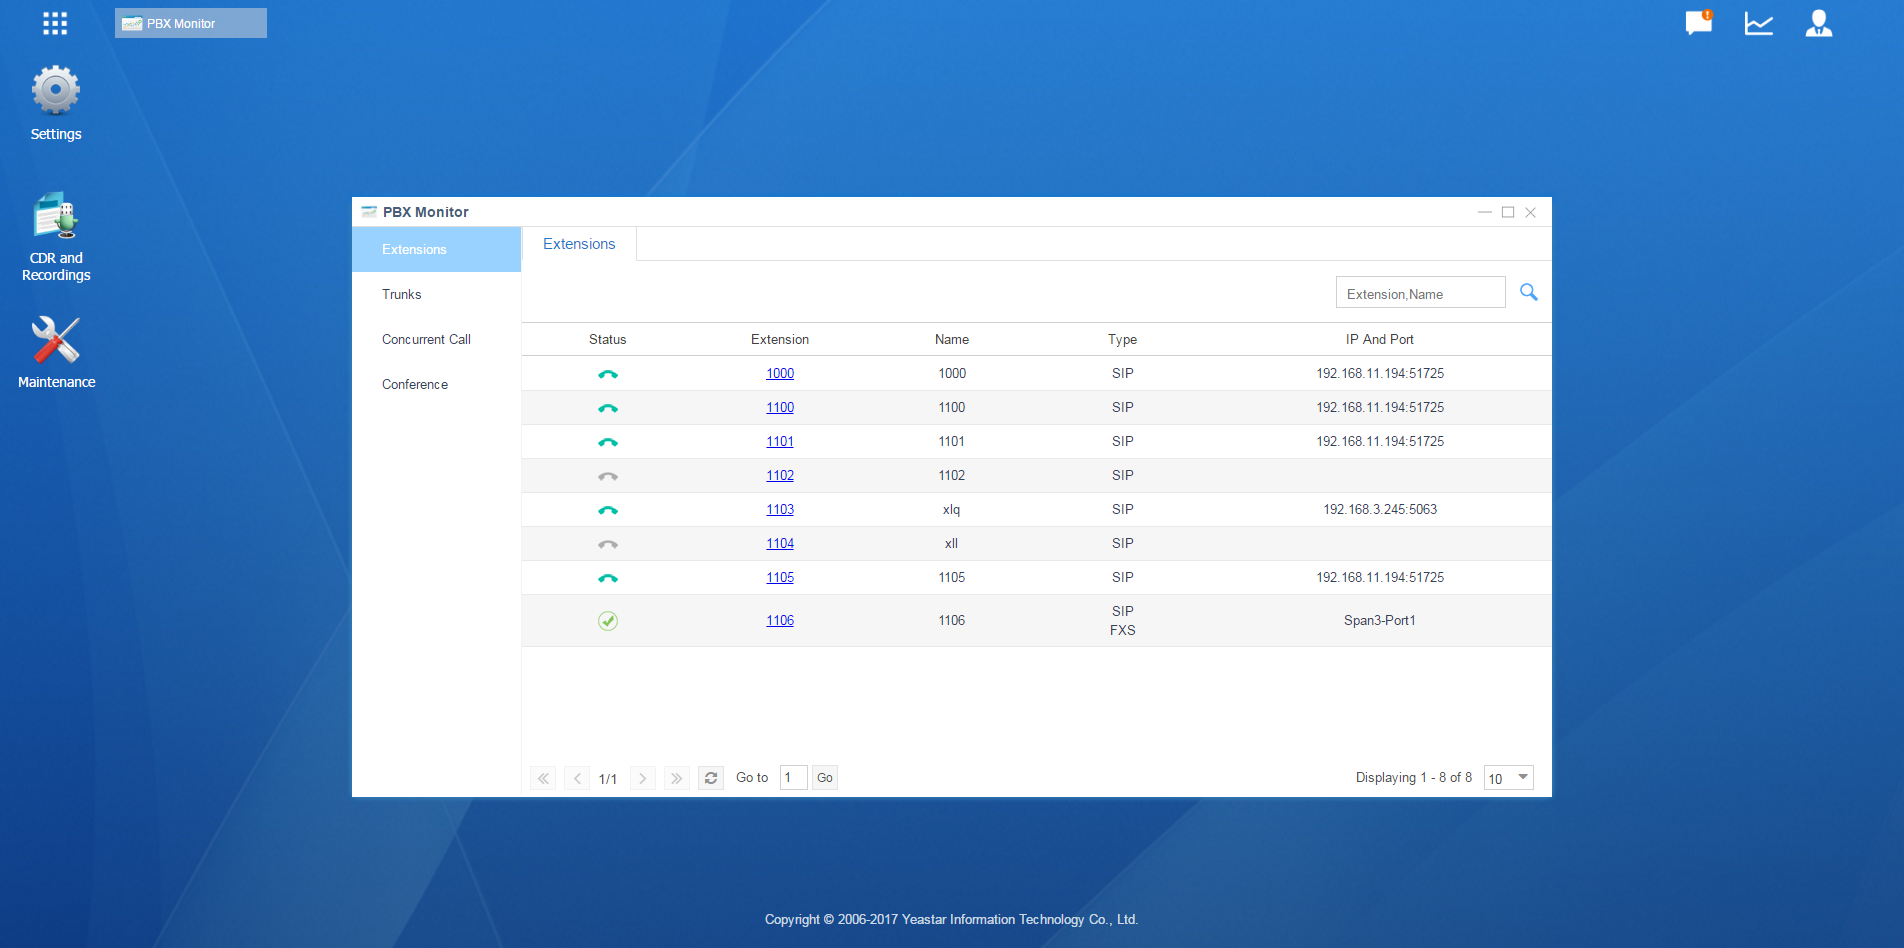 PBX Monitor
Settings
CDR and
Recordings
Maintenance
PBX Monitor
Extensions
Trunks
Concurrent Call
Conference
Extensions
Extension,Name
Status Extension Name Type IP And Port
1000 1000 SIP 192.168.11.194:51725
1100 1100 SIP 192.168.11.194:51725
1101 1101 SIP 192.168.11.194:51725
1102 1102 SIP
1103 xlq SIP 192.168.3.245:5063
1104 xll SIP
1105 1105 SIP 192.168.11.194:51725
1106 1106 SIP FXS Span3-Port1
1/1 Go to 1 Go Displaying 1 - 8 of 8 10
Copyright © 2006-2017 Yeastar Information Technology Co., Ltd.